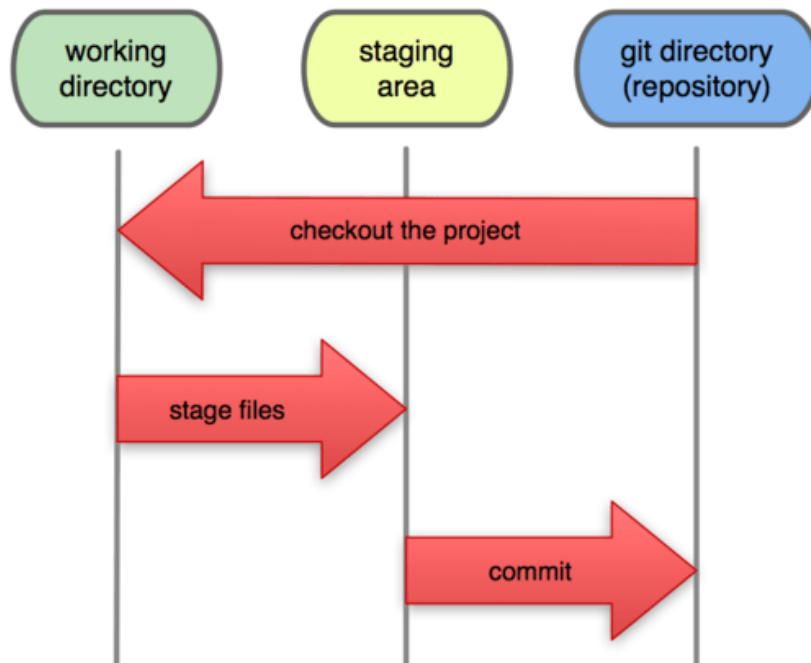 working
directory
staging
area
git directory
(repository)
checkout the project
stage files
commit